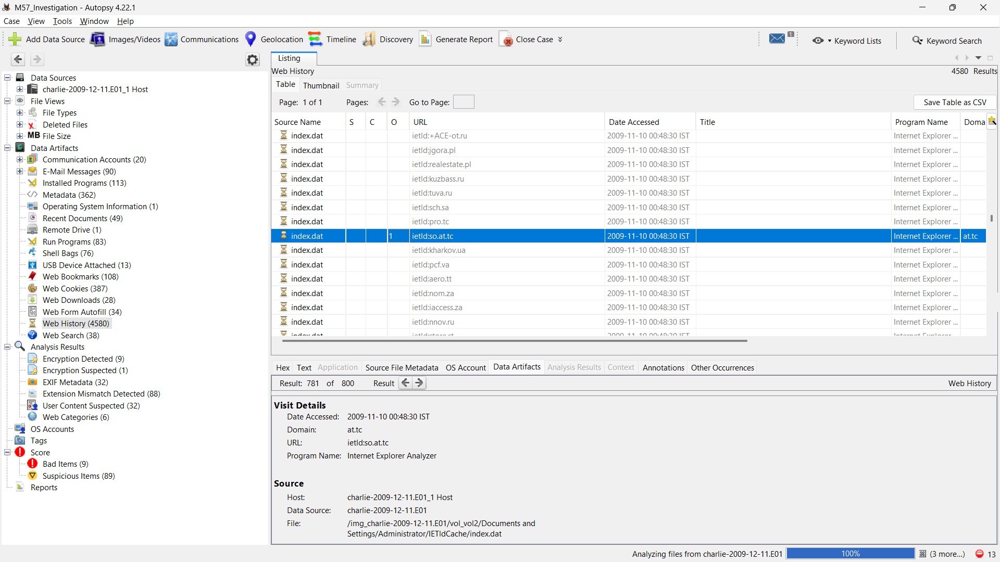 M57_Investigation - Autopsy 4.22.1
Case View Tools Window Help
Add Data Source Images/Videos Communications Geolocation Timeline Discovery Generate Report Close Case 1 Keyword Lists Keyword Search
Data Sources
charlie-2009-12-11.E01_1 Host
File Views
File Types
Deleted Files
MB File Size
Data Artifacts
Communication Accounts (20)
E-Mail Messages (90)
Installed Programs (113)
Metadata (362)
Operating System Information (1)
Recent Documents (49)
Remote Drive (1)
Run Programs (83)
Shell Bags (76)
USB Device Attached (13)
Web Bookmarks (108)
Web Cookies (387)
Web Downloads (28)
Web Form Autofill (34)
Web History (4580)
Web Search (38)
Analysis Results
Encryption Detected (9)
Encryption Suspected (1)
EXIF Metadata (32)
Extension Mismatch Detected (88)
User Content Suspected (32)
Web Categories (6)
OS Accounts
Tags
Score
Bad Items (9)
Suspicious Items (89)
Reports
Listing
Web History 4580 Results
Table Thumbnail Summary
Page: 1 of 1 Pages: Go to Page: Save Table as CSV
Source Name S C O URL Date Accessed Title Program Name Doma
index.dat ietld:+ACE-ot.ru 2009-11-10 00:48:30 IST Internet Explorer ...
index.dat ietld:jgora.pl 2009-11-10 00:48:30 IST Internet Explorer ...
index.dat ietld:realestate.pl 2009-11-10 00:48:30 IST Internet Explorer ...
index.dat ietld:kuzbass.ru 2009-11-10 00:48:30 IST Internet Explorer ...
index.dat ietld:tuva.ru 2009-11-10 00:48:30 IST Internet Explorer ...
index.dat ietld:sch.sa 2009-11-10 00:48:30 IST Internet Explorer ...
index.dat ietld:pro.tc 2009-11-10 00:48:30 IST Internet Explorer ...
index.dat 1 ietld:so.at.tc 2009-11-10 00:48:30 IST Internet Explorer ... at.tc
index.dat ietld:kharkov.ua 2009-11-10 00:48:30 IST Internet Explorer ...
index.dat ietld:pcf.va 2009-11-10 00:48:30 IST Internet Explorer ...
index.dat ietld:aero.tt 2009-11-10 00:48:30 IST Internet Explorer ...
index.dat ietld:nom.za 2009-11-10 00:48:30 IST Internet Explorer ...
index.dat ietld:iaccess.za 2009-11-10 00:48:30 IST Internet Explorer ...
index.dat ietld:nnov.ru 2009-11-10 00:48:30 IST Internet Explorer ...
Hex Text Application Source File Metadata OS Account Data Artifacts Analysis Results Context Annotations Other Occurrences
Result: 781 of 800 Result Web History
Visit Details
Date Accessed: 2009-11-10 00:48:30 IST
Domain: at.tc
URL: ietld:so.at.tc
Program Name: Internet Explorer Analyzer
Source
Host: charlie-2009-12-11.E01_1 Host
Data Source: charlie-2009-12-11.E01
File: /img_charlie-2009-12-11.E01/vol_vol2/Documents and
Settings/Administrator/IETldCache/index.dat
Analyzing files from charlie-2009-12-11.E01 100% (3 more...) 13